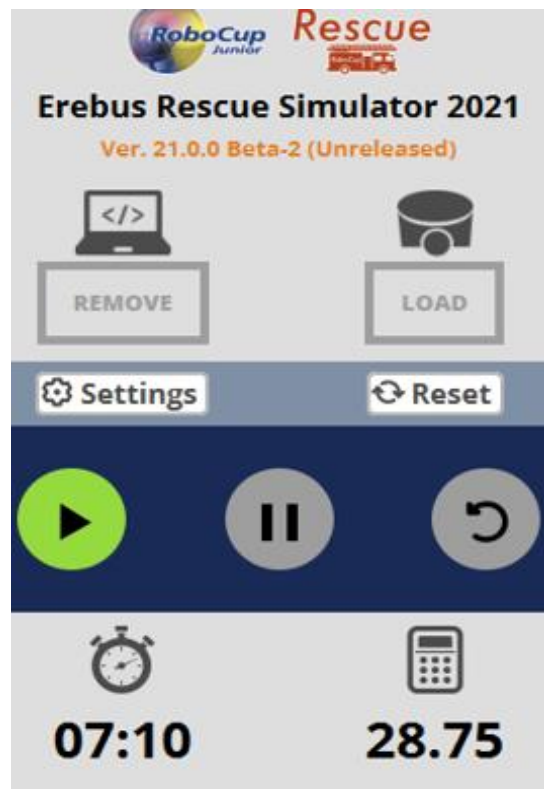 RoboCup Rescue
Junior
Erebus Rescue Simulator 2021
Ver. 21.0.0 Beta-2 (Unreleased)
</>
REMOVE LOAD
Settings Reset
07:10 28.75